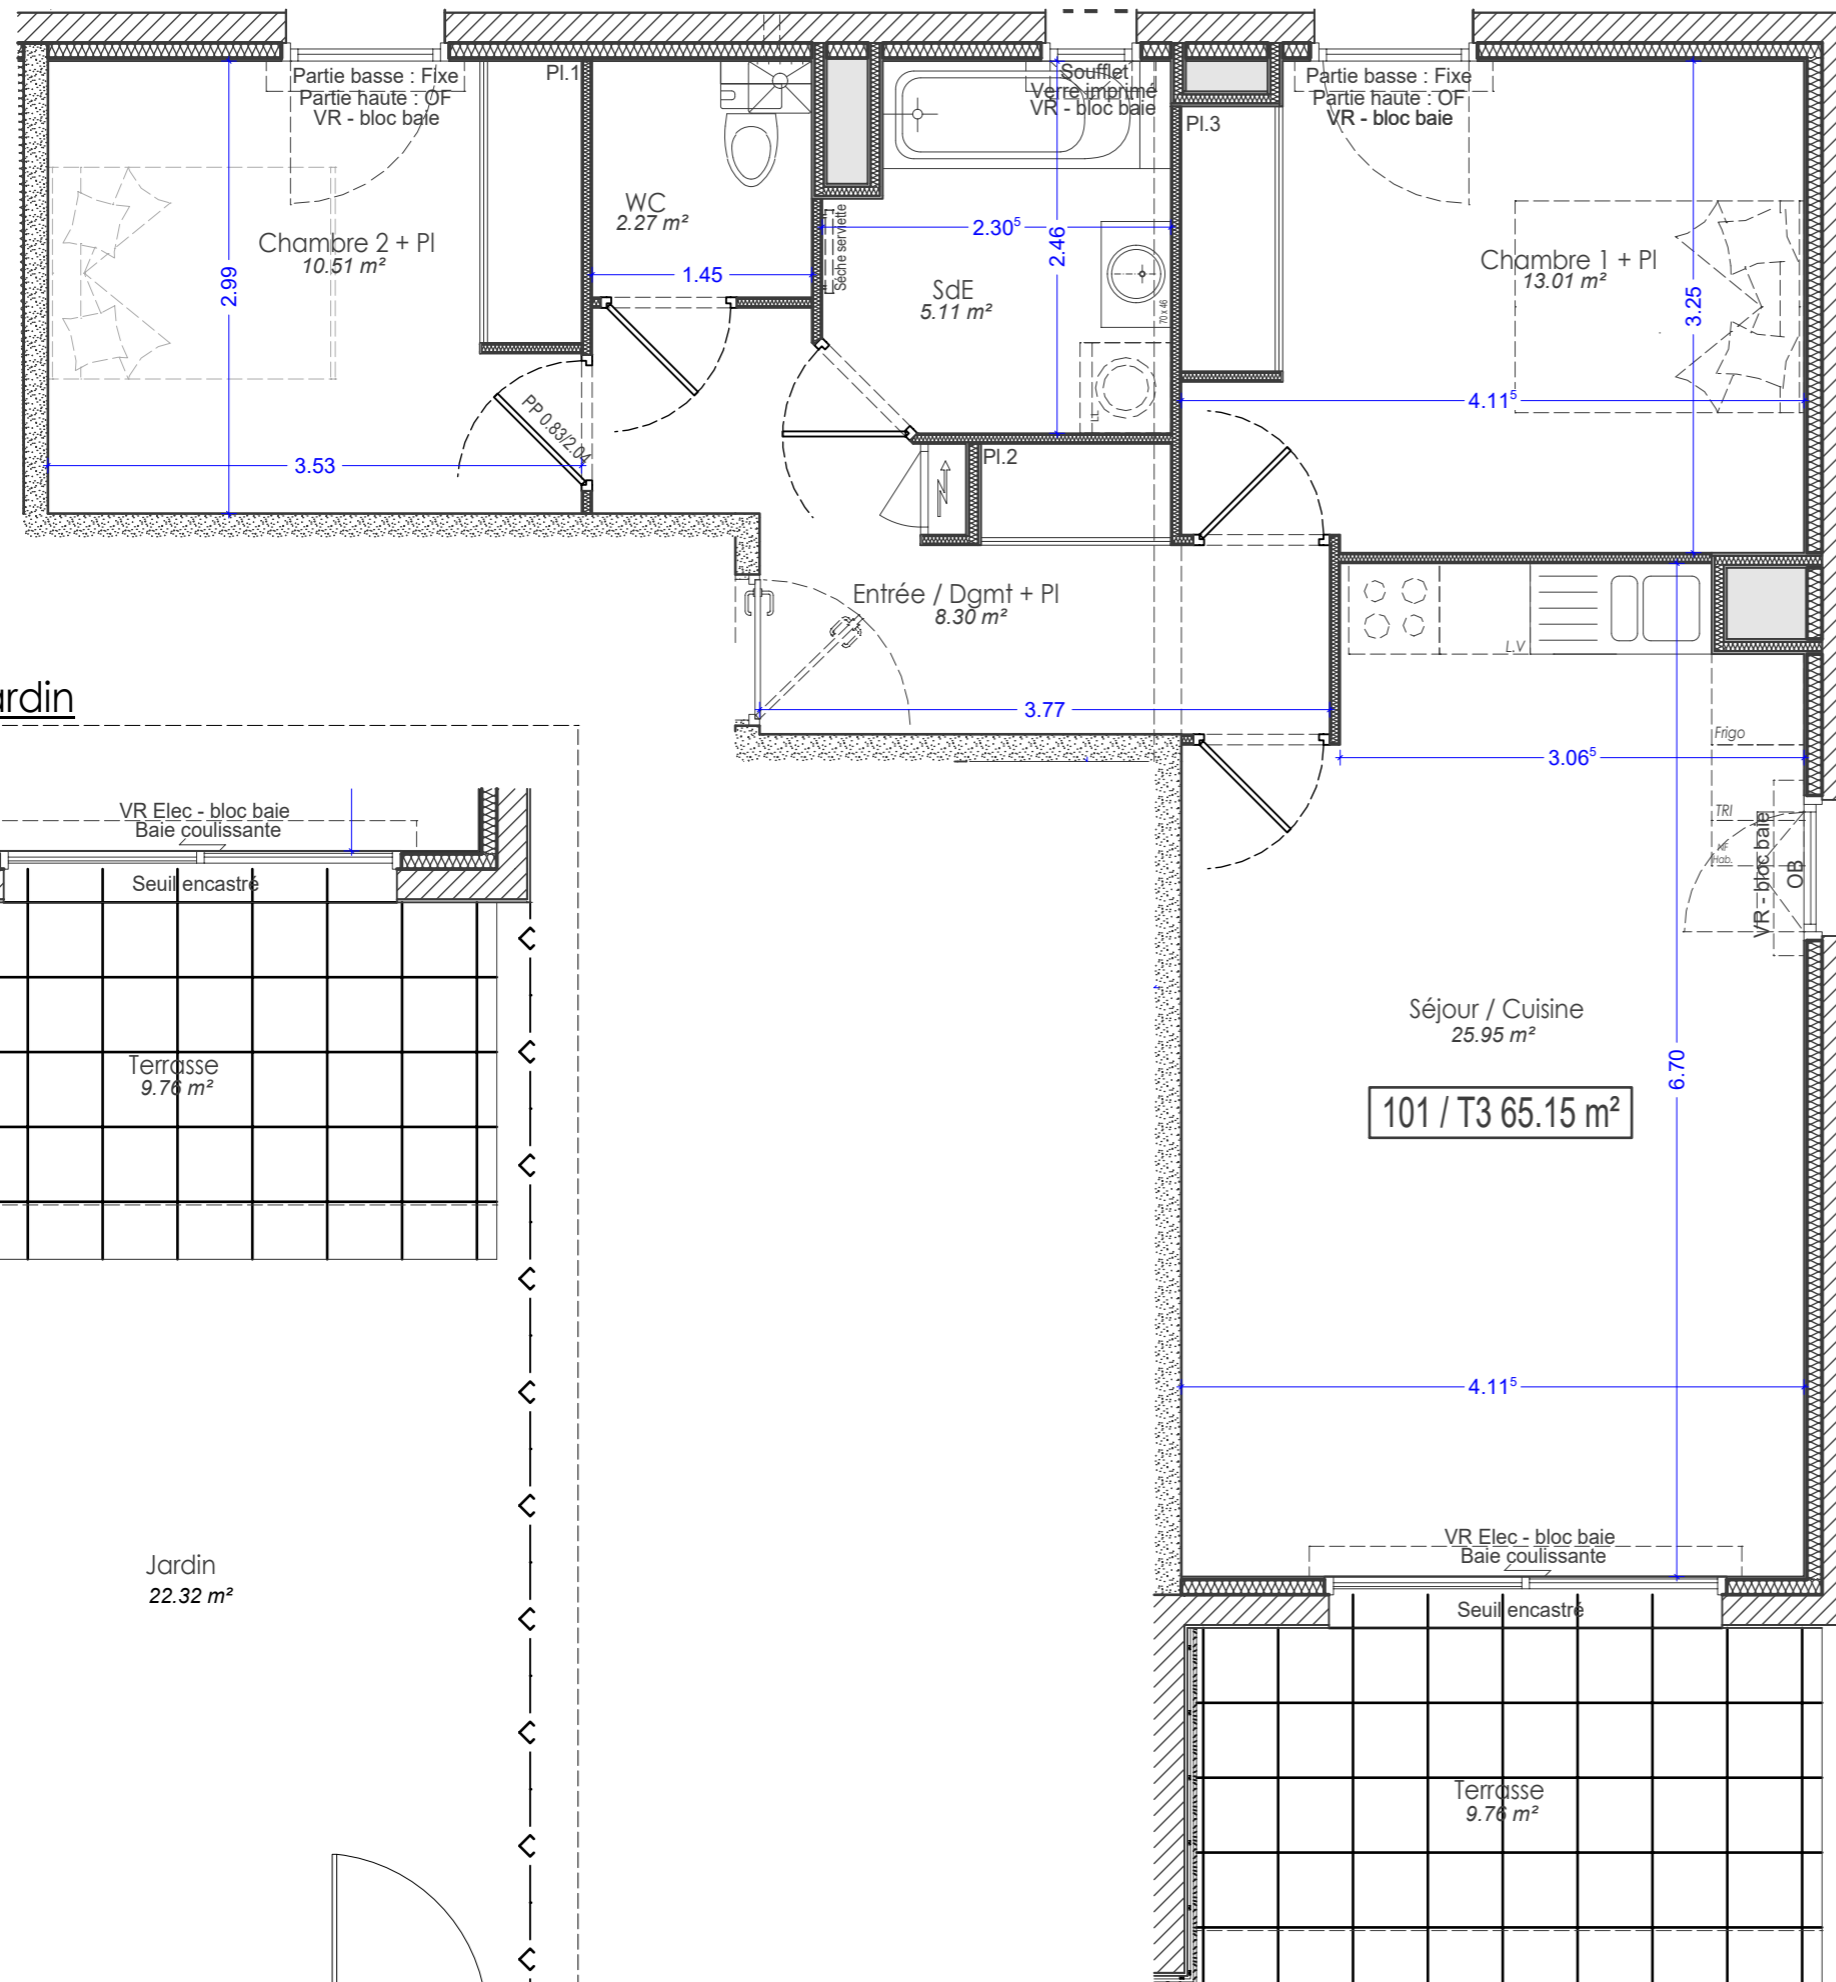 Partie basse : Fixe
Partie haute : OF
VR - bloc baie
Pl.1
Chambre 2 + Pl
10.51 m²
2.99
3.53
PP 0.83/2.04
WC
2.27 m²
1.45
Sèche serviette
Soufflet
Verre imprimé
VR - bloc baie
2.30⁵
2.46
SdE
5.11 m²
70 x 46
LL
Pl.2
Pl.3
Partie basse : Fixe
Partie haute : OF
VR - bloc baie
Chambre 1 + Pl
13.01 m²
3.25
4.11⁵
Entrée / Dgmt + Pl
8.30 m²
3.77
L.V
Frigo
3.06⁵
TRI
NF
Hab.
VR - bloc baie
OB
Séjour / Cuisine
25.95 m²
6.70
101 / T3 65.15 m²
4.11⁵
VR Elec - bloc baie
Baie coulissante
Seuil encastré
Terrasse
9.76 m²
ardin
VR Elec - bloc baie
Baie coulissante
Seuil encastré
Terrasse
9.76 m²
Jardin
22.32 m²